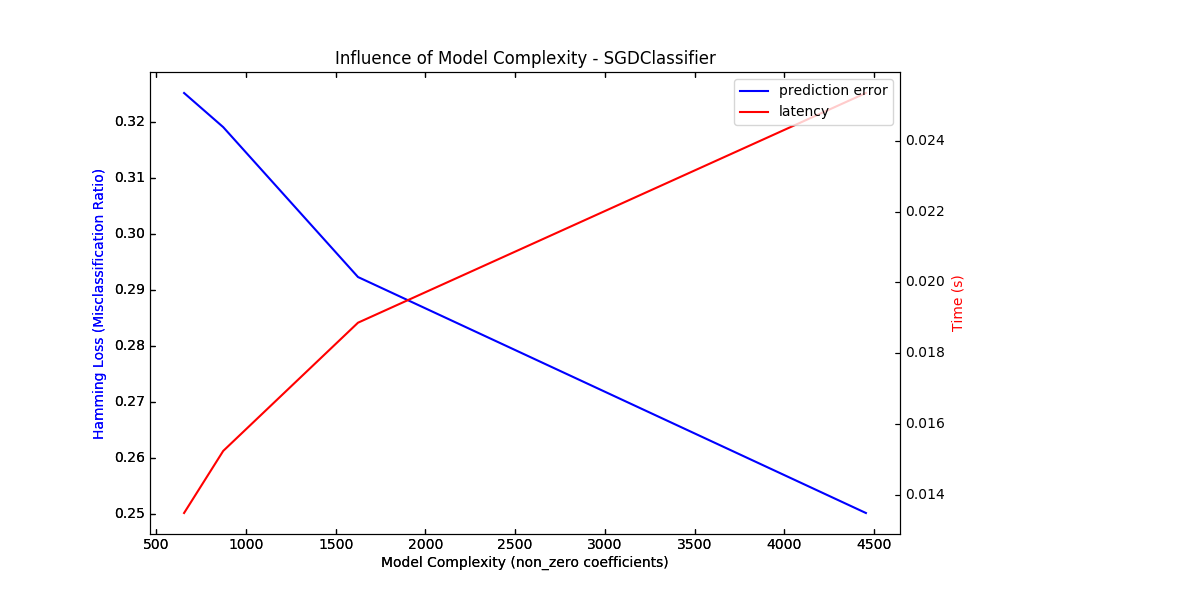 Influence of Model Complexity - SGDClassifier
prediction error
latency
0.32
0.31
0.30
0.29
0.28
0.27
0.26
0.25
Hamming Loss (Misclassification Ratio)
0.024
0.022
0.020
0.018
0.016
0.014
Time (s)
500 1000 1500 2000 2500 3000 3500 4000 4500
Model Complexity (non_zero coefficients)